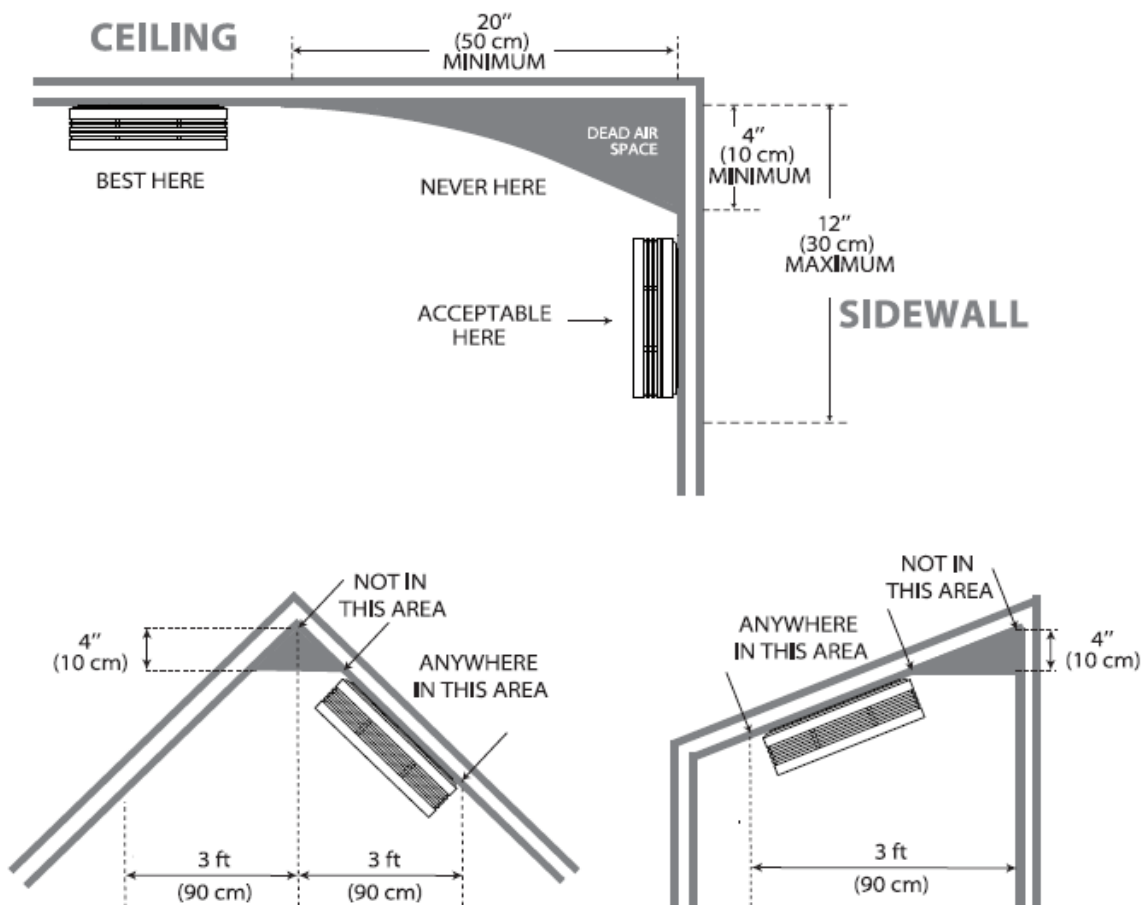 CEILING
20"
(50 cm)
MINIMUM
DEAD AIR
SPACE
4"
(10 cm)
MINIMUM
BEST HERE
NEVER HERE
12"
(30 cm)
MAXIMUM
ACCEPTABLE
HERE
SIDEWALL
NOT IN
THIS AREA
4"
(10 cm)
ANYWHERE
IN THIS AREA
3 ft
(90 cm)
3 ft
(90 cm)
NOT IN
THIS AREA
ANYWHERE
IN THIS AREA
4"
(10 cm)
3 ft
(90 cm)